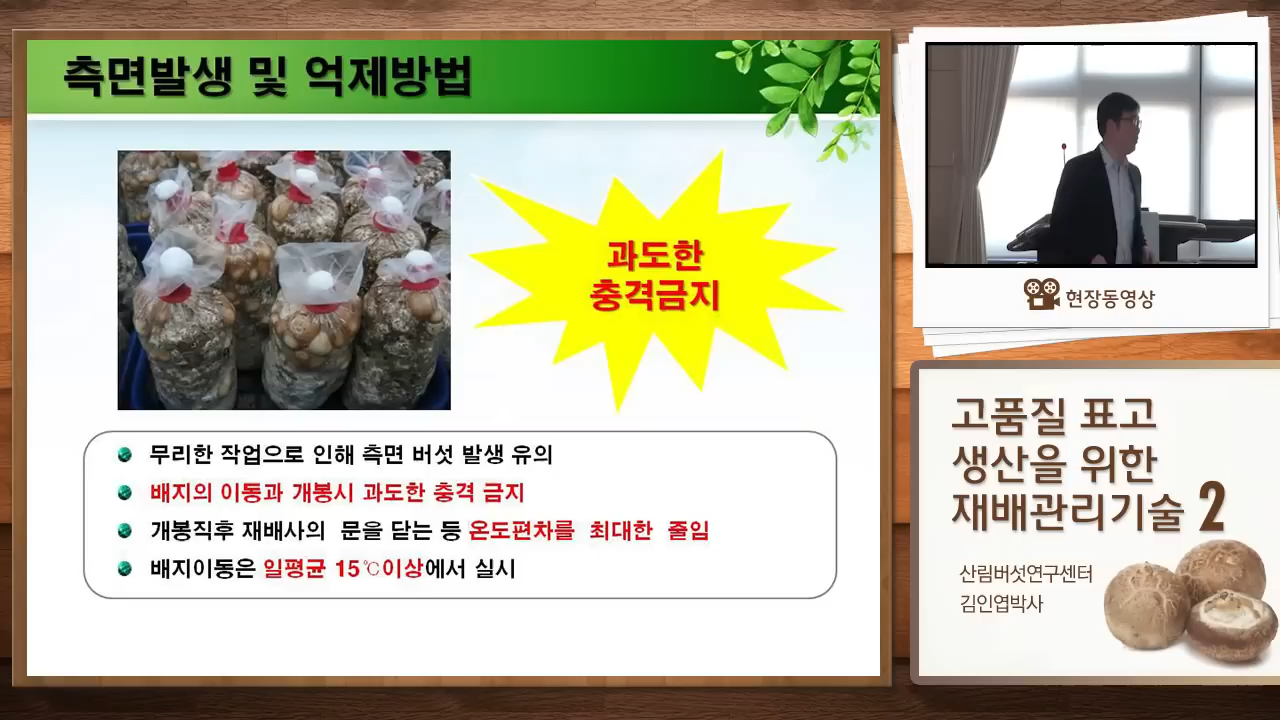 측면발생 및 억제방법
과도한
충격금지
무리한 작업으로 인해 측면 버섯 발생 유의
배지의 이동과 개봉시 과도한 충격 금지
개봉직후 재배사의 문을 닫는 등 온도편차를 최대한 줄임
배지이동은 일평균 15℃이상에서 실시
현장동영상
고품질 표고
생산을 위한
재배관리기술 2
산림버섯연구센터
김인엽박사